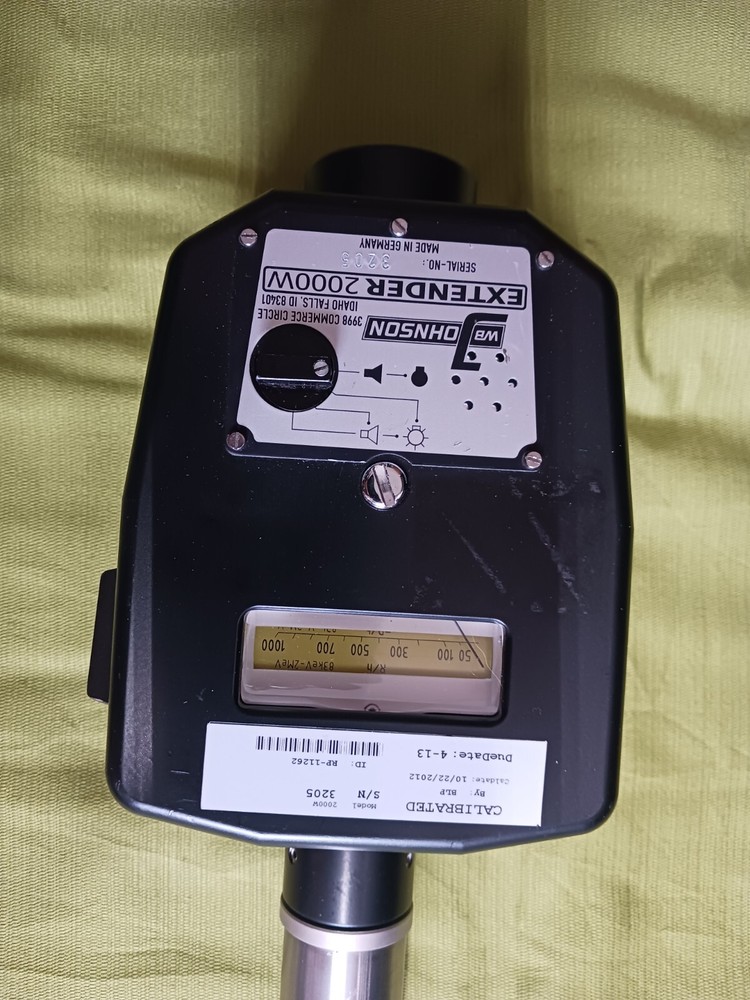 CALIBRATED
Model 2000W
By: BLP
S/N 3205
Caldate: 10/22/2012
DueDate: 4-13
ID: RP-11262
83keV-2MeV
R/h
50 100 300 500 700 1000
WB JOHNSON
3998 COMMERCE CIRCLE
IDAHO FALLS, ID 83401
EXTENDER 2000W
SERIAL-NO.: 3205
MADE IN GERMANY